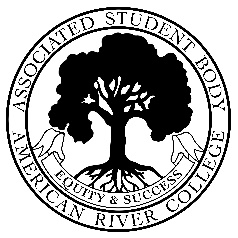 ASSOCIATED STUDENT BODY
EQUITY & SUCCESS
AMERICAN RIVER COLLEGE